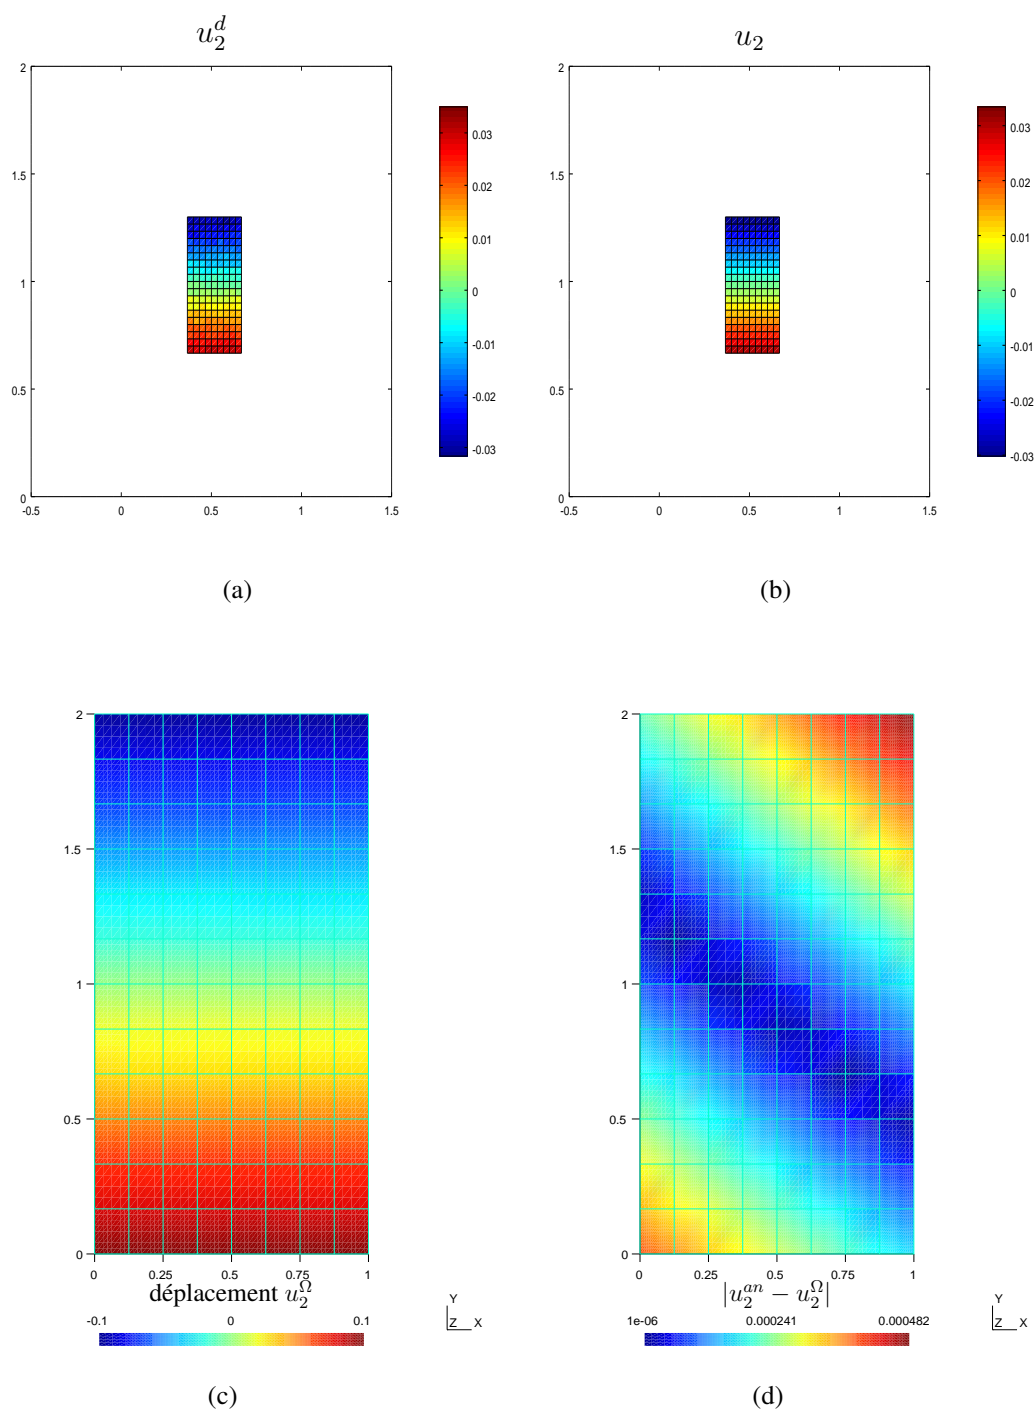 u_2^d
2
1.5
1
0.5
0
-0.5 0 0.5 1 1.5
0.03
0.02
0.01
0
-0.01
-0.02
-0.03
(a)
u_2
2
1.5
1
0.5
0
-0.5 0 0.5 1 1.5
0.03
0.02
0.01
0
-0.01
-0.02
-0.03
(b)
2
1.5
1
0.5
0
0 0.25 0.5 0.75 1
déplacement u_2^Ω
-0.1 0 0.1
Y
Z X
(c)
2
1.5
1
0.5
0
0 0.25 0.5 0.75 1
|u_2^{an} − u_2^Ω|
1e-06 0.000241 0.000482
Y
Z X
(d)